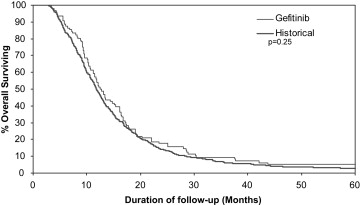 100
90
80
70
60
50
40
30
20
10
0
% Overall Surviving
Gefitinib
Historical
p=0.25
0 10 20 30 40 50 60
Duration of follow-up (Months)